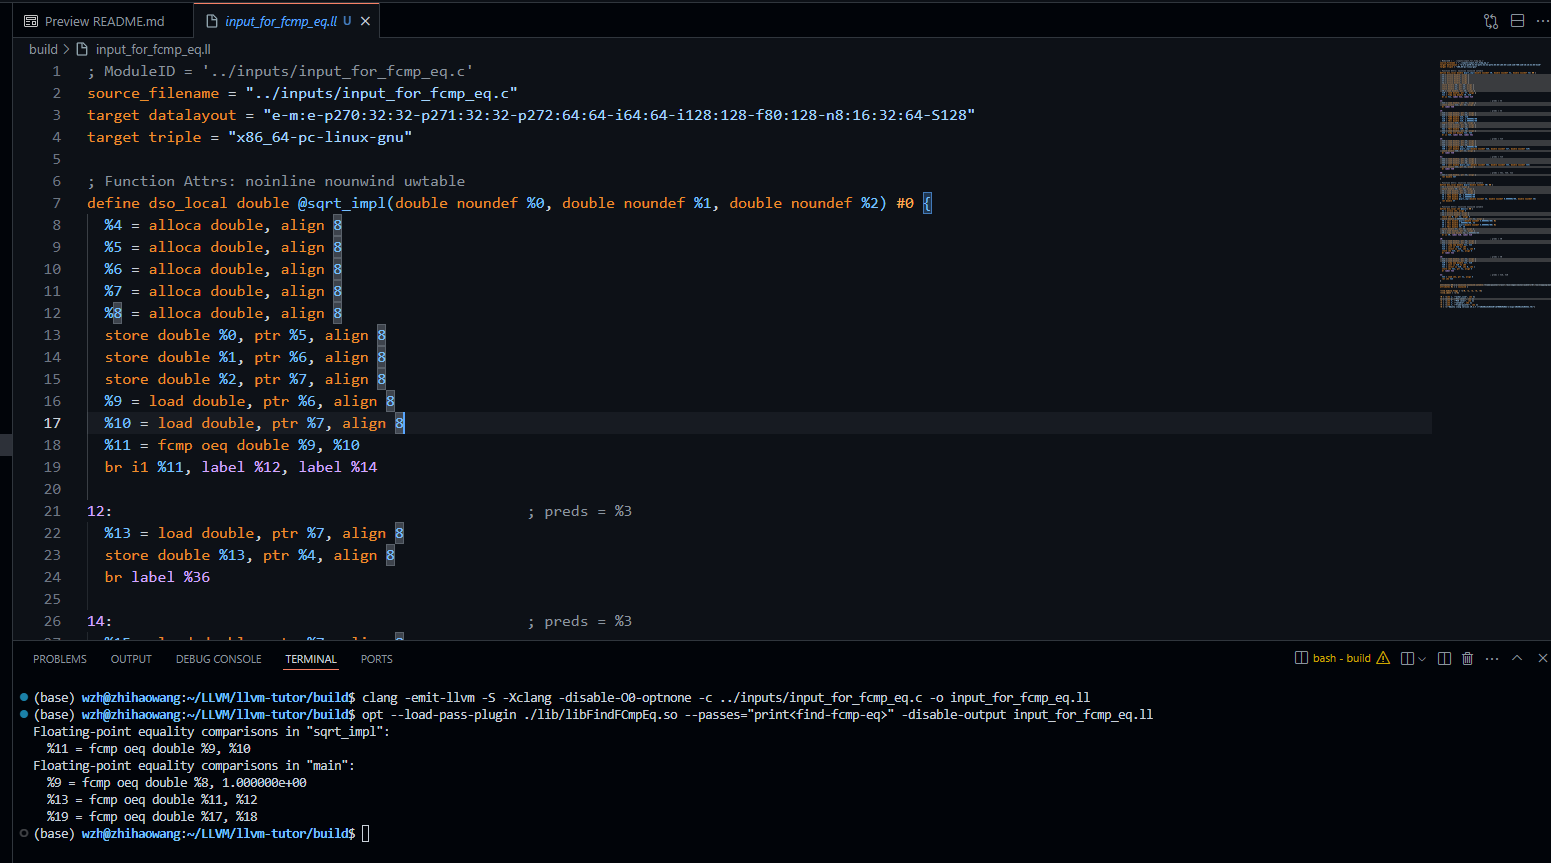 Preview README.md
input_for_fcmp_eq.ll U
build > input_for_fcmp_eq.ll
1 ; ModuleID = '../inputs/input_for_fcmp_eq.c'
2 source_filename = "../inputs/input_for_fcmp_eq.c"
3 target datalayout = "e-m:e-p270:32:32-p271:32:32-p272:64:64-i64:64-i128:128-f80:128-n8:16:32:64-S128"
4 target triple = "x86_64-pc-linux-gnu"
5
6 ; Function Attrs: noinline nounwind uwtable
7 define dso_local double @sqrt_impl(double noundef %0, double noundef %1, double noundef %2) #0 {
8 %4 = alloca double, align 8
9 %5 = alloca double, align 8
10 %6 = alloca double, align 8
11 %7 = alloca double, align 8
12 %8 = alloca double, align 8
13 store double %0, ptr %5, align 8
14 store double %1, ptr %6, align 8
15 store double %2, ptr %7, align 8
16 %9 = load double, ptr %6, align 8
17 %10 = load double, ptr %7, align 8
18 %11 = fcmp oeq double %9, %10
19 br i1 %11, label %12, label %14
20
21 12: ; preds = %3
22 %13 = load double, ptr %7, align 8
23 store double %13, ptr %4, align 8
24 br label %36
25
26 14: ; preds = %3
PROBLEMS OUTPUT DEBUG CONSOLE TERMINAL PORTS
bash - build
(base) wzh@zhihaowang:~/LLVM/llvm-tutor/build$ clang -emit-llvm -S -Xclang -disable-O0-optnone -c ../inputs/input_for_fcmp_eq.c -o input_for_fcmp_eq.ll
(base) wzh@zhihaowang:~/LLVM/llvm-tutor/build$ opt --load-pass-plugin ./lib/libFindFCmpEq.so --passes="print<find-fcmp-eq>" -disable-output input_for_fcmp_eq.ll
Floating-point equality comparisons in "sqrt_impl":
%11 = fcmp oeq double %9, %10
Floating-point equality comparisons in "main":
%9 = fcmp oeq double %8, 1.000000e+00
%13 = fcmp oeq double %11, %12
%19 = fcmp oeq double %17, %18
(base) wzh@zhihaowang:~/LLVM/llvm-tutor/build$